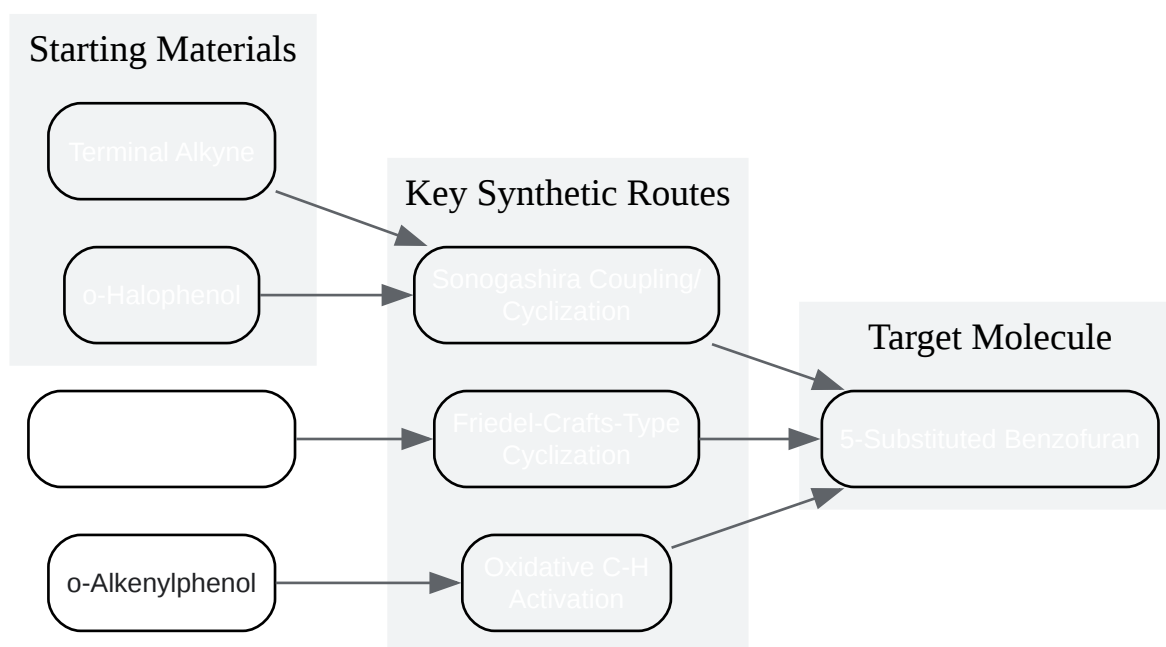 Starting Materials
Terminal Alkyne
o-Halophenol
o-Alkenylphenol
Key Synthetic Routes
Sonogashira Coupling/
Cyclization
Friedel-Crafts-Type
Cyclization
Oxidative C-H
Activation
Target Molecule
5-Substituted Benzofuran